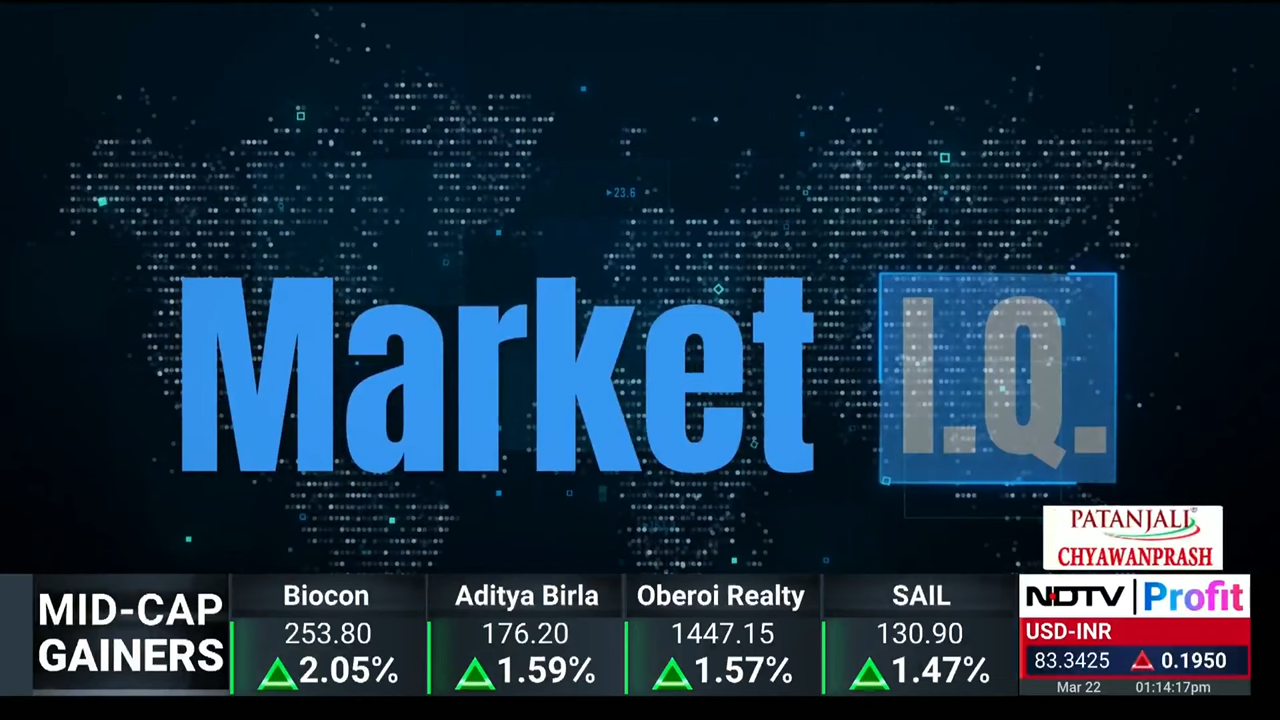 ▸23.6
Market I.Q.
PATANJALI®
CHYAWANPRASH
MID-CAP
GAINERS
Biocon
253.80
▲2.05%
Aditya Birla
176.20
▲1.59%
Oberoi Realty
1447.15
▲1.57%
SAIL
130.90
▲1.47%
NDTV | Profit
USD-INR
83.3425 ▲ 0.1950
Mar 22 01:14:17pm